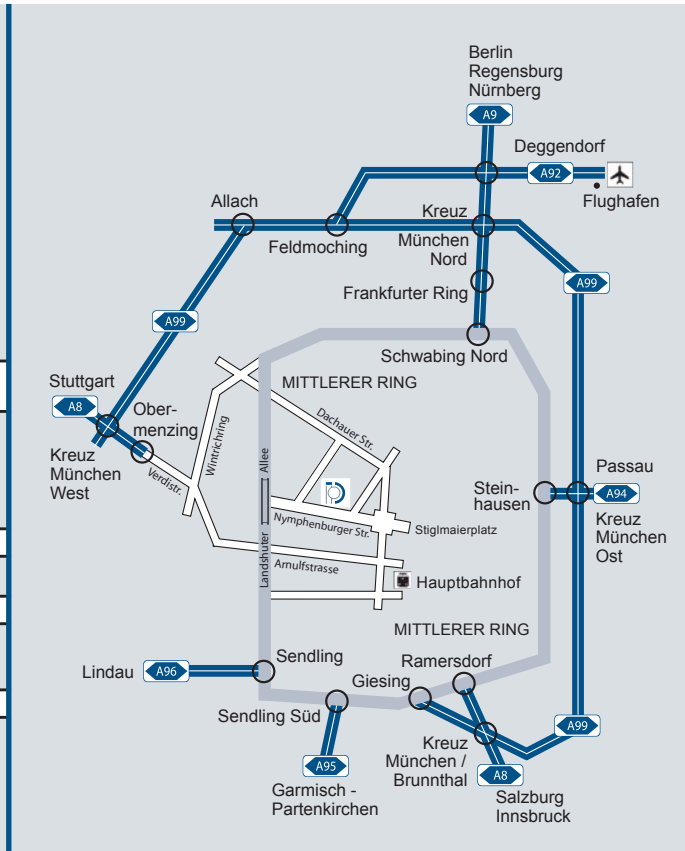 Berlin
Regensburg
Nürnberg
A9
Deggendorf
A92
Flughafen
Allach
Feldmoching
Kreuz
München
Nord
Frankfurter Ring
A99
A99
Schwabing Nord
MITTLERER RING
Stuttgart
A8
Ober-
menzing
Kreuz
München
West
Verdistr.
Wintrichring
Dachauer Str.
Landshuter Allee
Nymphenburger Str.
Stiglmaierplatz
Arnulfstrasse
Hauptbahnhof
Stein-
hausen
Passau
A94
Kreuz
München
Ost
MITTLERER RING
Lindau
A96
Sendling
Ramersdorf
Giesing
Sendling Süd
A99
A95
Kreuz
München /
Brunnthal
A8
Garmisch -
Partenkirchen
Salzburg
Innsbruck